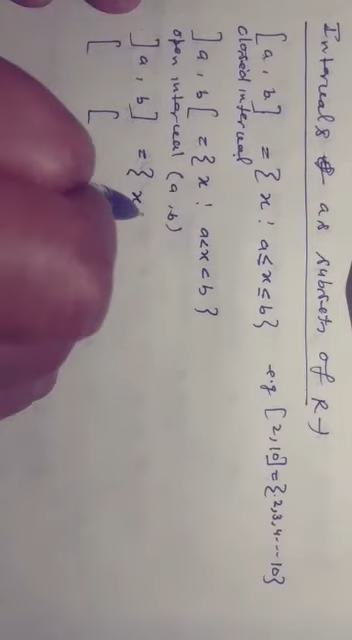 Intervals as subsets of R →
[a, b] = {x : a≤x≤b} e.g [2, 10] = {2, 3, 4 --- 10}
closed interval
]a, b[ = {x : a<x<b}
open interval (a, b)
]a, b] = {x
[ [